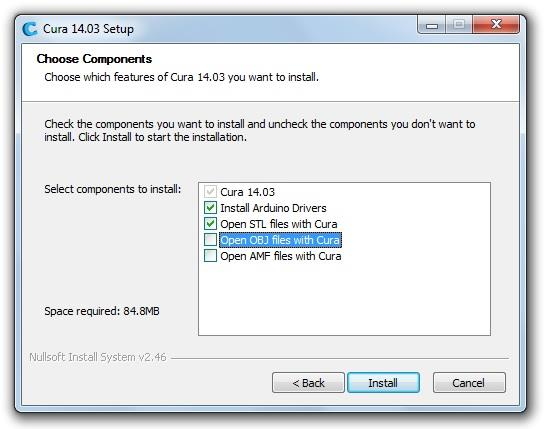 Cura 14.03 Setup
Choose Components
Choose which features of Cura 14.03 you want to install.
Check the components you want to install and uncheck the components you don't want to
install. Click Install to start the installation.
Select components to install:
Cura 14.03
Install Arduino Drivers
Open STL files with Cura
Open OBJ files with Cura
Open AMF files with Cura
Space required: 84.8MB
Nullsoft Install System v2.46
< Back
Install
Cancel